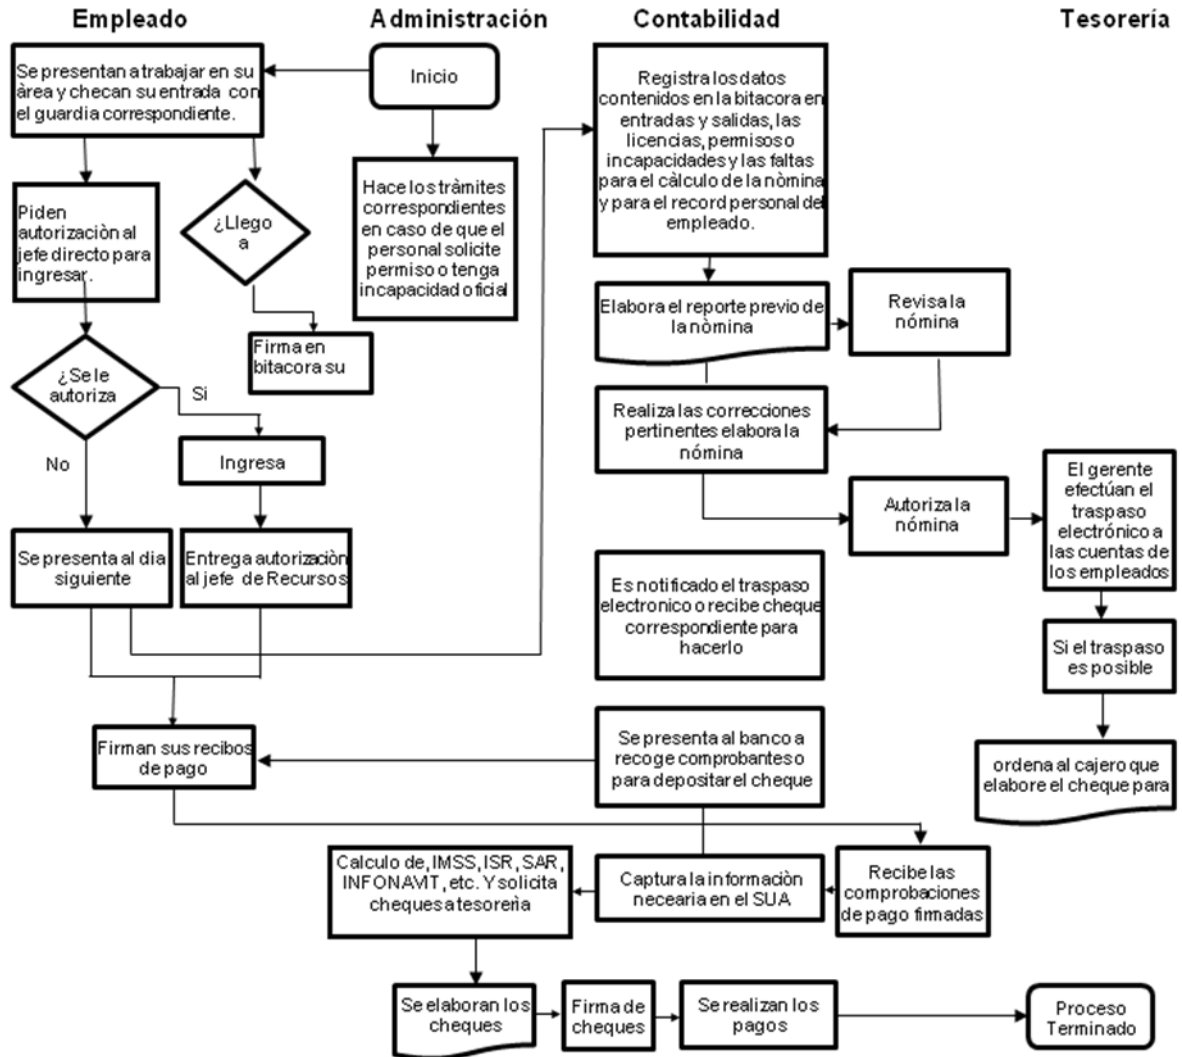 Empleado
Administración
Contabilidad
Tesorería
Se presentan a trabajar en su
àrea y checan su entrada con
el guardia correspondiente.
Inicio
Registra los datos
contenidos en la bitacora en
entradas y salidas, las
licencias, permisos o
incapacidades y las faltas
para el càlculo de la nòmina
y para el record personal del
empleado.
Piden
autorizaciòn al
jefe directo para
ingresar.
¿Llego
a
Hace los tràmites
correspondientes
en caso de que el
personal solicite
permiso o tenga
incapacidad oficial
Elabora el reporte previo de
la nòmina
Revisa la
nómina
Firma en
bitacora su
¿Se le
autoriza
Si
No
Ingresa
Realiza las correcciones
pertinentes elabora la
nómina
Autoriza la
nómina
El gerente
efectúan el
traspaso
electrónico a
las cuentas de
los empleados
Se presenta al dia
siguiente
Entrega autorizaciòn
al jefe de Recursos
Es notificado el traspaso
electronico o recibe cheque
correspondiente para
hacerlo
Si el traspaso
es posible
Firman sus recibos
de pago
Se presenta al banco a
recoge comprobantes o
para depositar el cheque
ordena al cajero que
elabore el cheque para
Calculo de, IMSS, ISR, SAR,
INFONAVIT, etc. Y solicita
cheques a tesorerìa
Captura la informaciòn
necearia en el SUA
Recibe las
comprobaciones
de pago firmadas
Se elaboran los
cheques
Firma de
cheques
Se realizan los
pagos
Proceso
Terminado